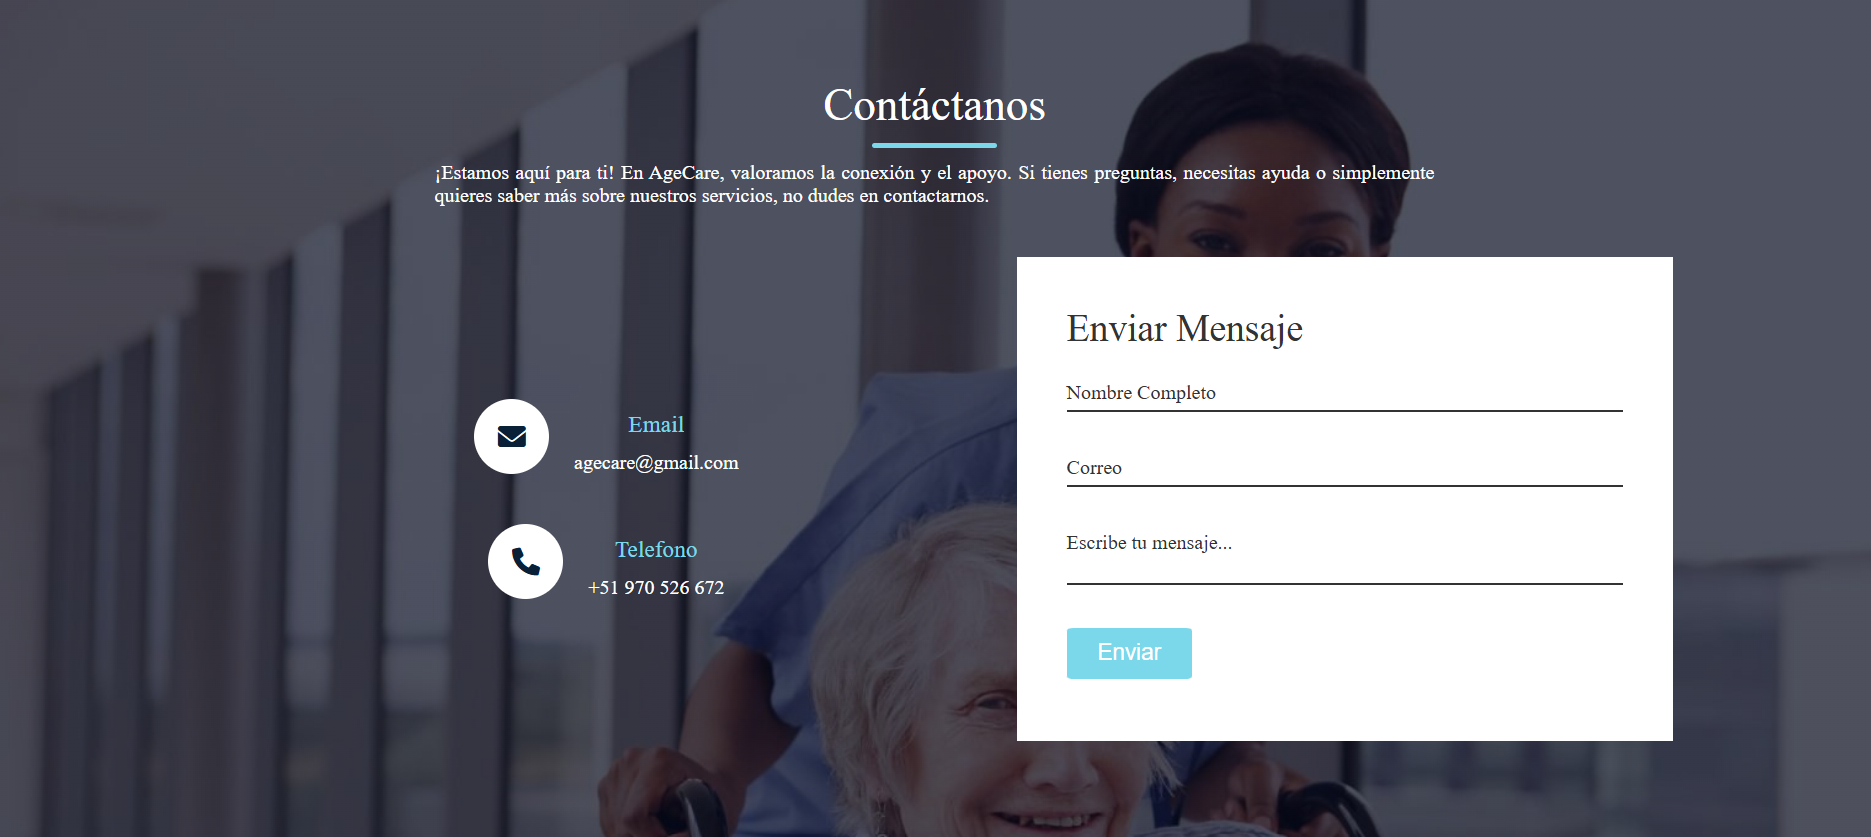 Contáctanos
¡Estamos aquí para ti! En AgeCare, valoramos la conexión y el apoyo. Si tienes preguntas, necesitas ayuda o simplemente
quieres saber más sobre nuestros servicios, no dudes en contactarnos.
Email
agecare@gmail.com
Telefono
+51 970 526 672
Enviar Mensaje
Nombre Completo
Correo
Escribe tu mensaje...
Enviar